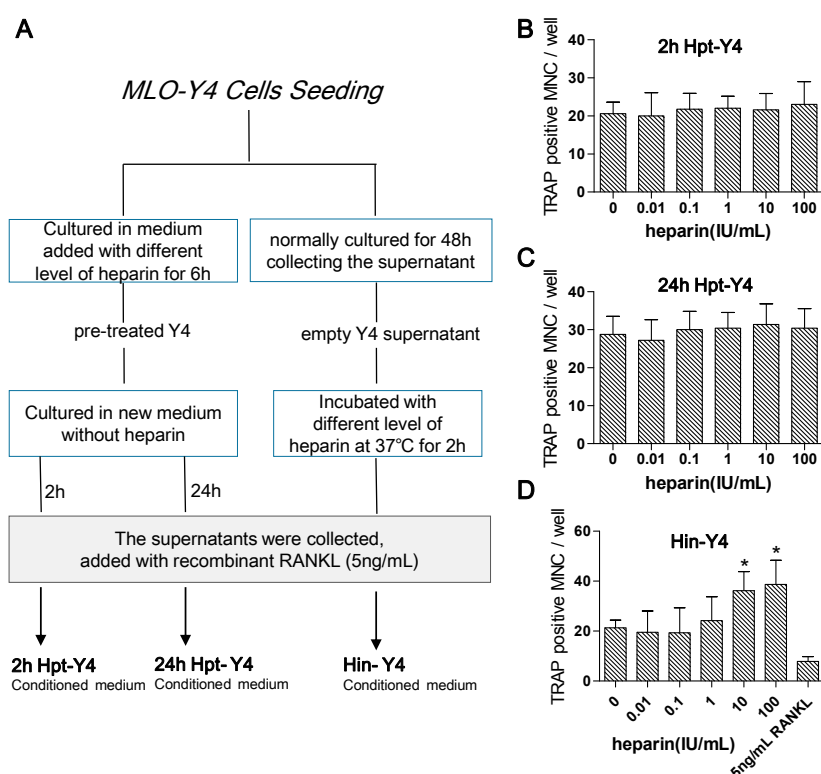 A
MLO-Y4 Cells Seeding
Cultured in medium
added with different
level of heparin for 6h
normally cultured for 48h
collecting the supernatant
pre-treated Y4
empty Y4 supernatant
Cultured in new medium
without heparin
Incubated with
different level of
heparin at 37℃ for 2h
2h
24h
The supernatants were collected,
added with recombinant RANKL (5ng/mL)
2h Hpt-Y4
Conditioned medium
24h Hpt- Y4
Conditioned medium
Hin- Y4
Conditioned medium
B
2h Hpt-Y4
TRAP positive MNC / well
40
30
20
10
0
0 0.01 0.1 1 10 100
heparin(IU/mL)
C
24h Hpt-Y4
TRAP positive MNC / well
40
30
20
10
0
0 0.01 0.1 1 10 100
heparin(IU/mL)
D
Hin-Y4
TRAP positive MNC / well
60
40
20
0
* *
0 0.01 0.1 1 10 100 5ng/mL RANKL
heparin(IU/mL)